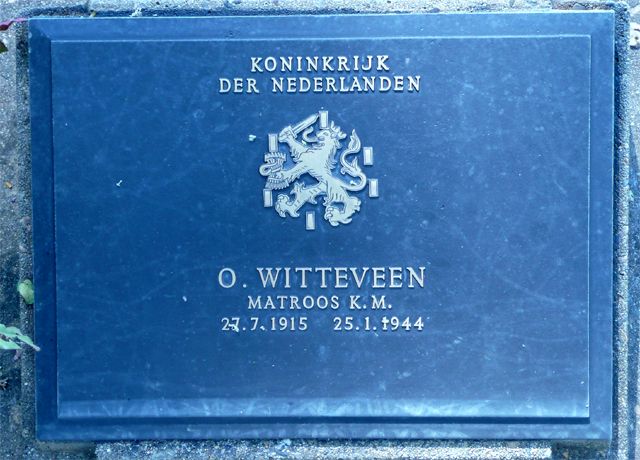 KONINKRIJK
DER NEDERLANDEN
O. WITTEVEEN
MATROOS K.M.
27.7.1915 25.1.1944